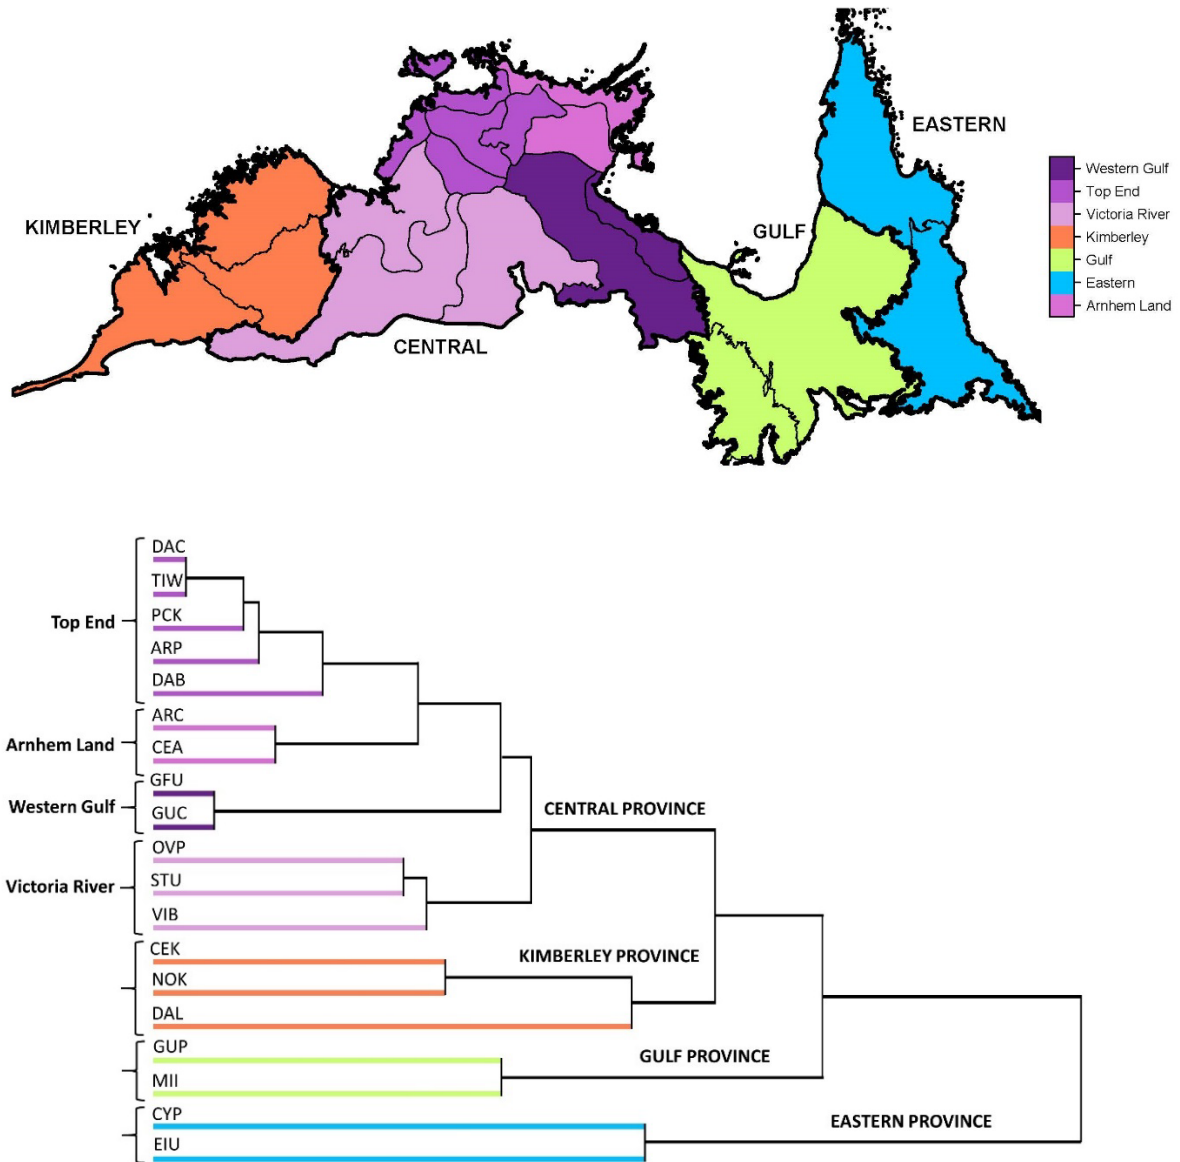 EASTERN
KIMBERLEY
GULF
CENTRAL
Western Gulf
Top End
Victoria River
Kimberley
Gulf
Eastern
Arnhem Land
DAC
TIW
PCK
Top End
ARP
DAB
ARC
Arnhem Land
CEA
GFU
Western Gulf
GUC
CENTRAL PROVINCE
OVP
STU
Victoria River
VIB
CEK
KIMBERLEY PROVINCE
NOK
DAL
GUP
GULF PROVINCE
MII
CYP
EASTERN PROVINCE
EIU